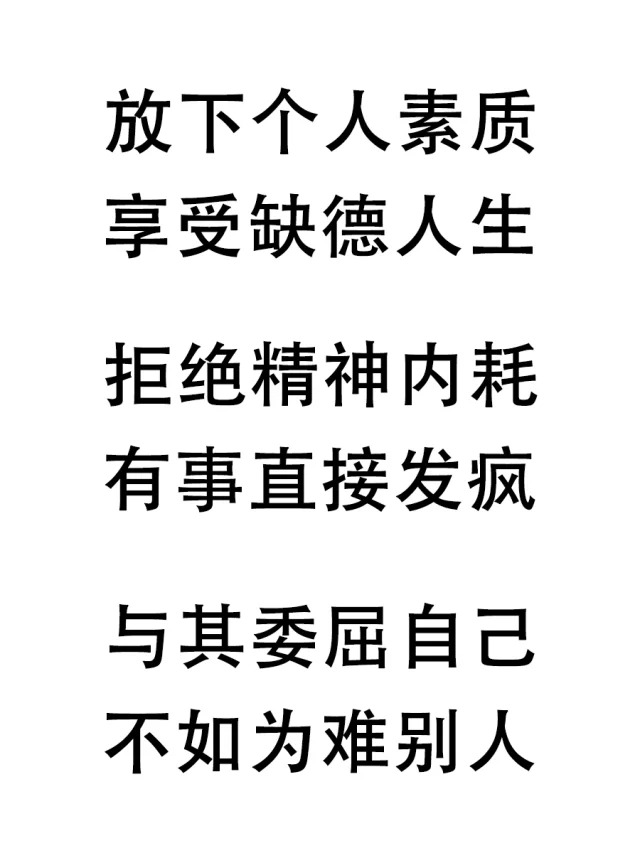 放下个人素质
享受缺德人生
拒绝精神内耗
有事直接发疯
与其委屈自己
不如为难别人